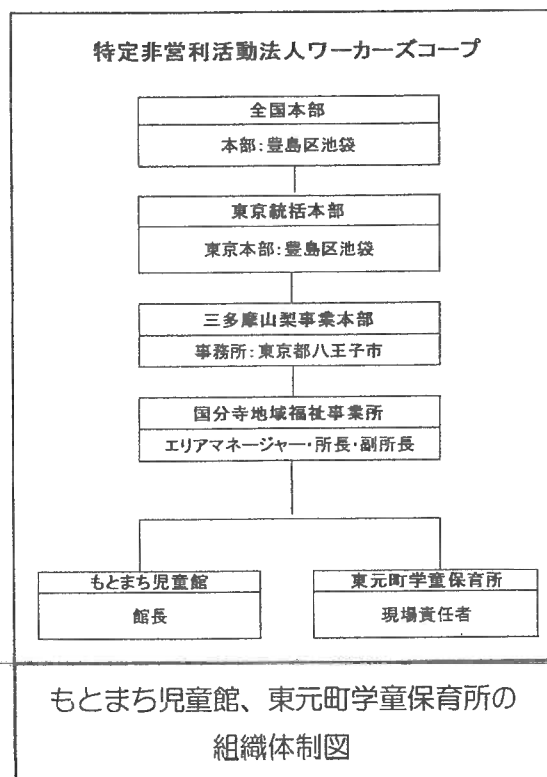 特定非営利活動法人ワーカーズコープ
全国本部
本部:豊島区池袋
東京統括本部
東京本部:豊島区池袋
三多摩山梨事業本部
事務所:東京都八王子市
国分寺地域福祉事業所
エリアマネージャー・所長・副所長
もとまち児童館
館長
東元町学童保育所
現場責任者
もとまち児童館、東元町学童保育所の
組織体制図